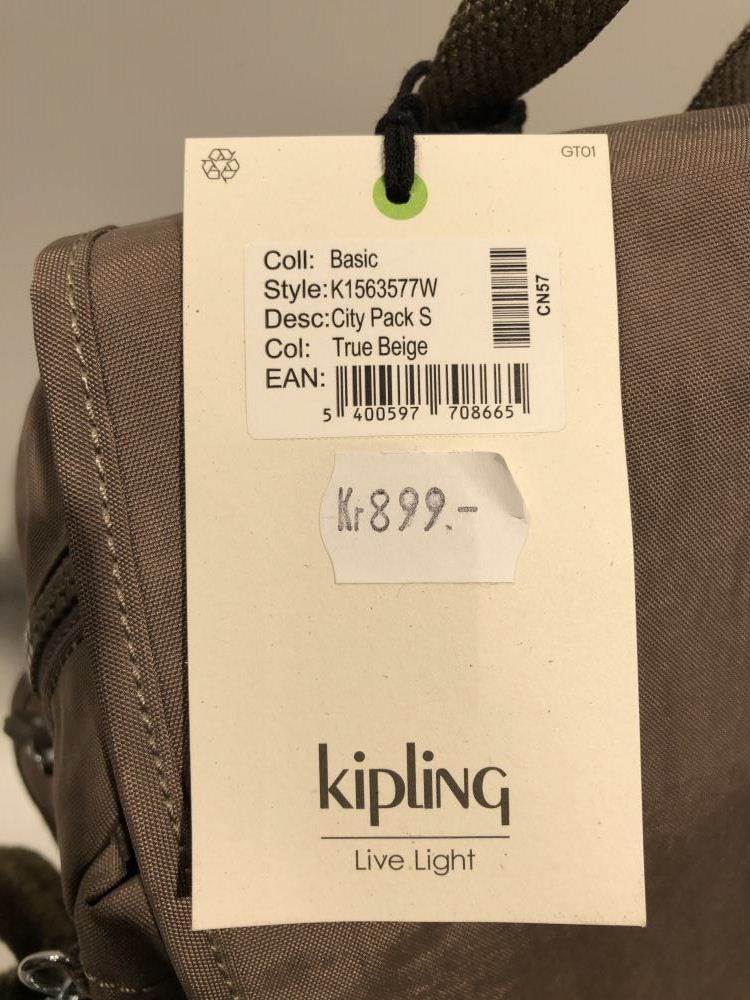 GT01
Coll: Basic
Style:K1563577W
Desc:City Pack S
Col: True Beige
EAN:
5 400597 708665
CN57
Kr899.-
kipling
Live Light